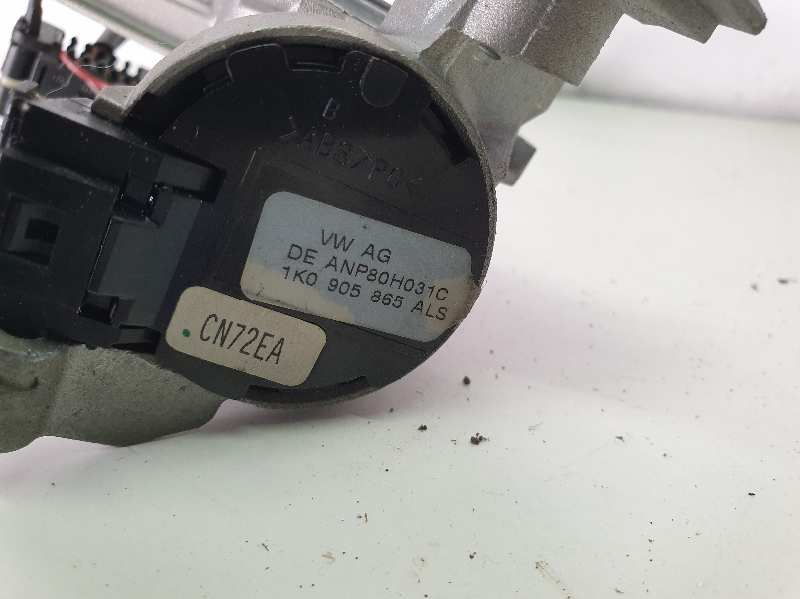 B
VW AG
DE ANP80H031C
1K0 905 865 ALS
CN72EA